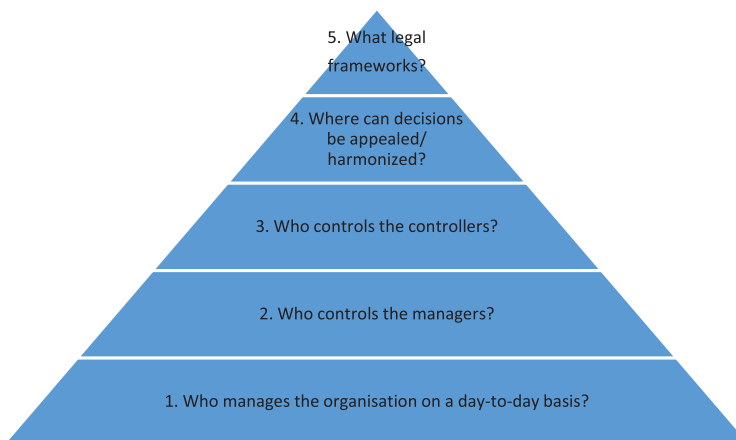 5. What legal
frameworks?
4. Where can decisions
be appealed/
harmonized?
3. Who controls the controllers?
2. Who controls the managers?
1. Who manages the organisation on a day-to-day basis?